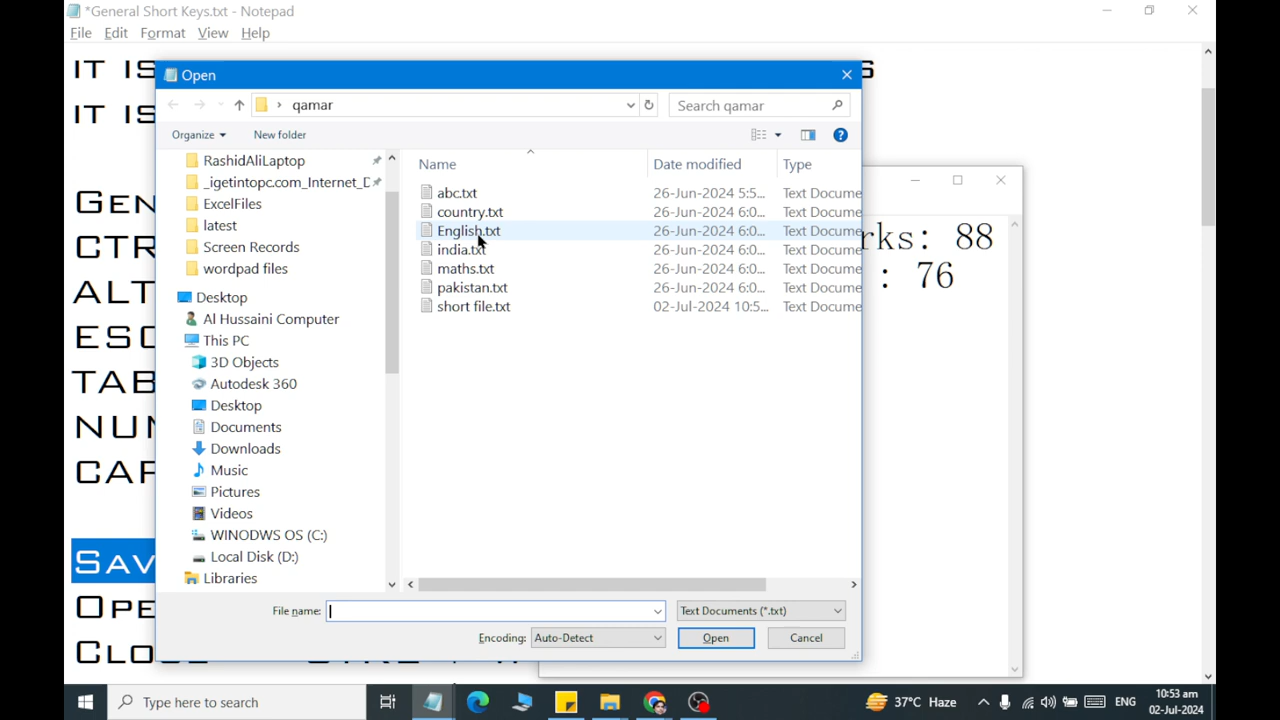 *General Short Keys.txt - Notepad
File Edit Format View Help
it is
it is
Open
qamar
Search qamar
Organize
New folder
Name
Date modified
Type
RashidAliLaptop
_igetintopc.com_Internet_D
ExcelFiles
latest
Screen Records
wordpad files
Desktop
Al Hussaini Computer
This PC
3D Objects
Autodesk 360
Desktop
Documents
Downloads
Music
Pictures
Videos
WINODWS OS (C:)
Local Disk (D:)
Libraries
abc.txt 26-Jun-2024 5:5... Text Docume
country.txt 26-Jun-2024 6:0... Text Docume
English.txt 26-Jun-2024 6:0... Text Docume
india.txt 26-Jun-2024 6:0... Text Docume
maths.txt 26-Jun-2024 6:0... Text Docume
pakistan.txt 26-Jun-2024 6:0... Text Docume
short file.txt 02-Jul-2024 10:5... Text Docume
File name:
Text Documents (*.txt)
Encoding: Auto-Detect
Open
Cancel
rks: 88
: 76
Gen
CTR
ALT
ESC
TAB
NUM
CAP
Sav
Ope
Clo
Type here to search
37°C Haze
ENG
10:53 am
02-Jul-2024